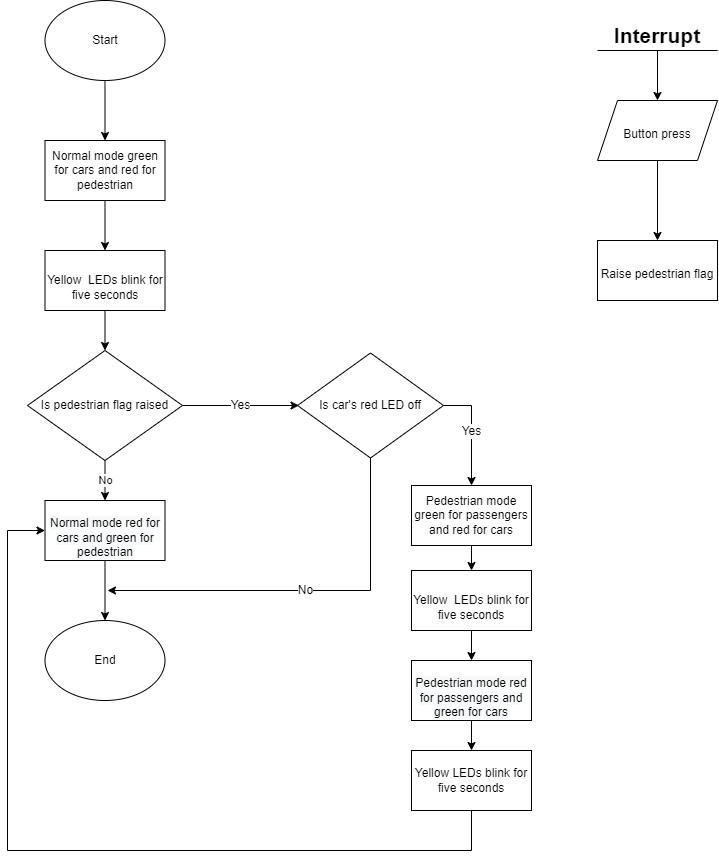 Start
Interrupt
Button press
Normal mode green
for cars and red for
pedestrian
Raise pedestrian flag
Yellow LEDs blink for
five seconds
Is pedestrian flag raised
Yes
Is car's red LED off
Yes
No
Pedestrian mode
green for passengers
and red for cars
Normal mode red for
cars and green for
pedestrian
No
Yellow LEDs blink for
five seconds
End
Pedestrian mode red
for passengers and
green for cars
Yellow LEDs blink for
five seconds